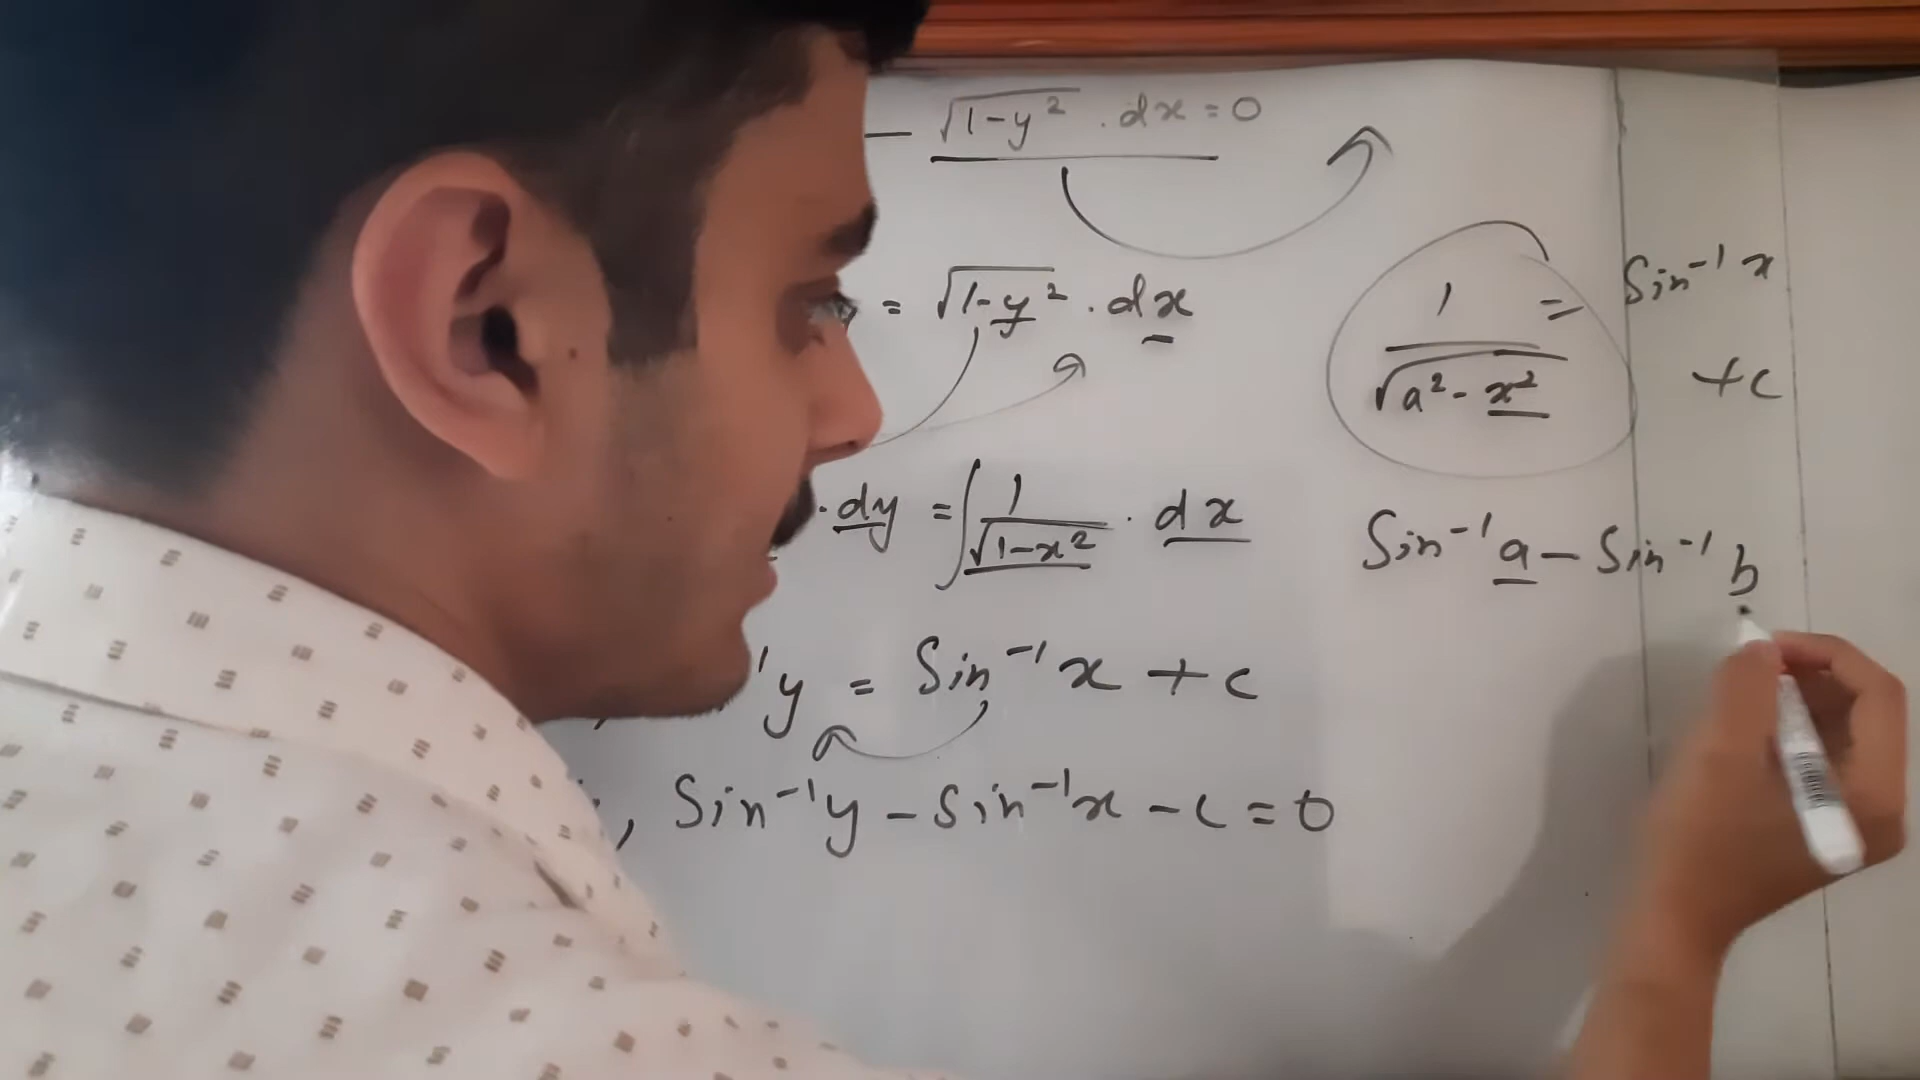 — √1-y² . dx = 0
= √1-y² . dx
. dy = ∫ 1/√1-x² . dx
⁻¹y = Sin⁻¹x + c
, Sin⁻¹y - Sin⁻¹x - c = 0
1/√a² - x² = Sin⁻¹x
+c
Sin⁻¹a - Sin⁻¹b